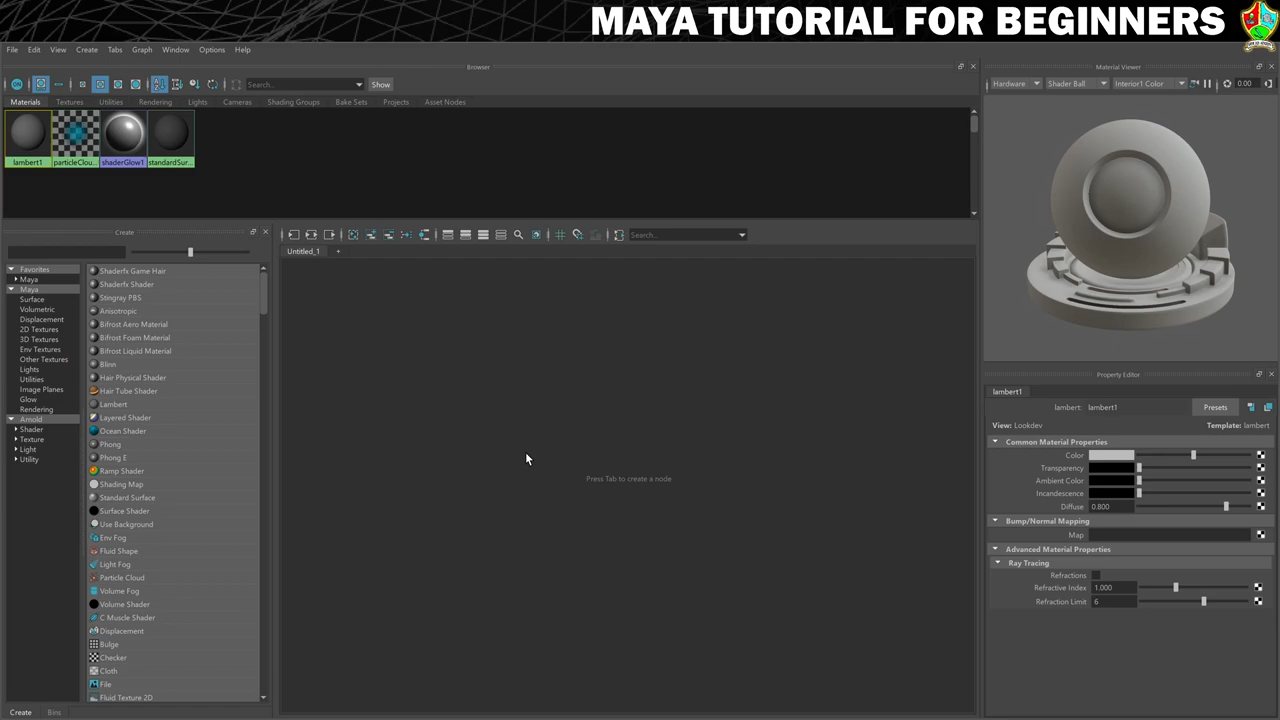 MAYA TUTORIAL FOR BEGINNERS
File Edit View Create Tabs Graph Window Options Help
Browser
Material Viewer
ON Search... Show
Hardware Shader Ball Interior1 Color 0.00
Materials Textures Utilities Rendering Lights Cameras Shading Groups Bake Sets Projects Asset Nodes
lambert1 particleClou... shaderGlow1 standardSur...
Create
Search...
Untitled_1 +
Favorites
Maya
Maya
Surface
Volumetric
Displacement
2D Textures
3D Textures
Env Textures
Other Textures
Lights
Utilities
Image Planes
Glow
Rendering
Arnold
Shader
Texture
Light
Utility
Shaderfx Game Hair
Shaderfx Shader
Stingray PBS
Anisotropic
Bifrost Aero Material
Bifrost Foam Material
Bifrost Liquid Material
Blinn
Hair Physical Shader
Hair Tube Shader
Lambert
Layered Shader
Ocean Shader
Phong
Phong E
Ramp Shader
Shading Map
Standard Surface
Surface Shader
Use Background
Env Fog
Fluid Shape
Light Fog
Particle Cloud
Volume Fog
Volume Shader
C Muscle Shader
Displacement
Bulge
Checker
Cloth
File
Fluid Texture 2D
Create Bins
Press Tab to create a node
Property Editor
lambert1
lambert: lambert1 Presets
View: Lookdev Template: lambert
Common Material Properties
Color
Transparency
Ambient Color
Incandescence
Diffuse 0.800
Bump/Normal Mapping
Map
Advanced Material Properties
Ray Tracing
Refractions
Refractive Index 1.000
Refraction Limit 6